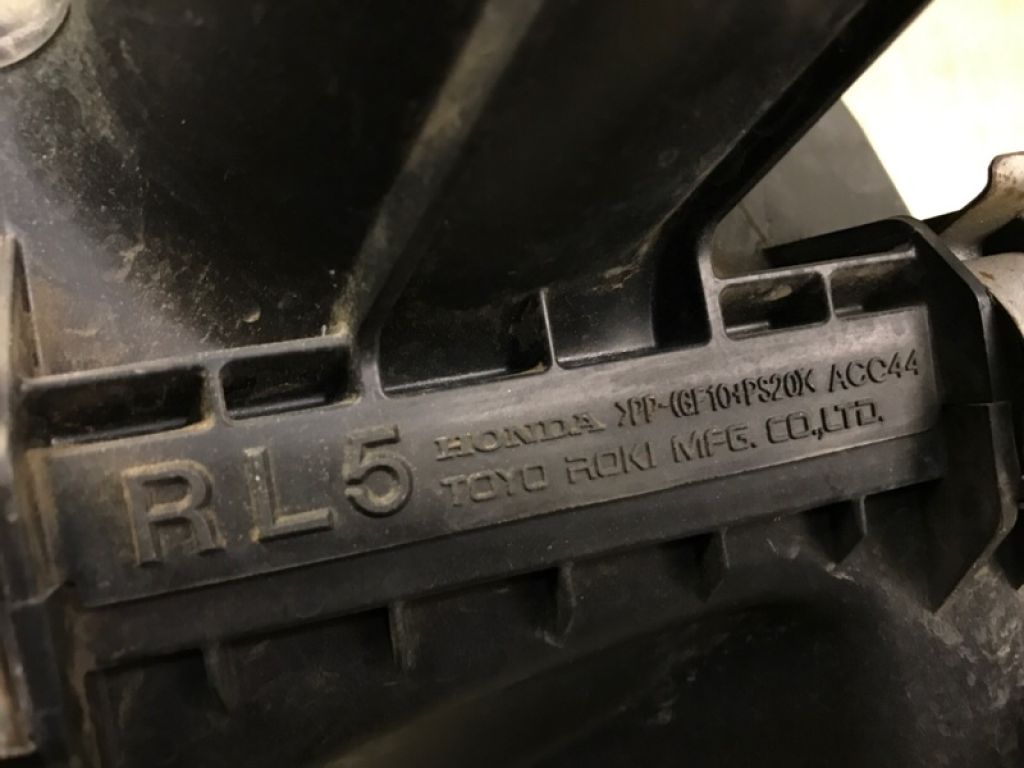 RL5
HONDA >PP-(GF10+PS20)< ACC44
TOYO ROKI MFG. CO.,LTD.